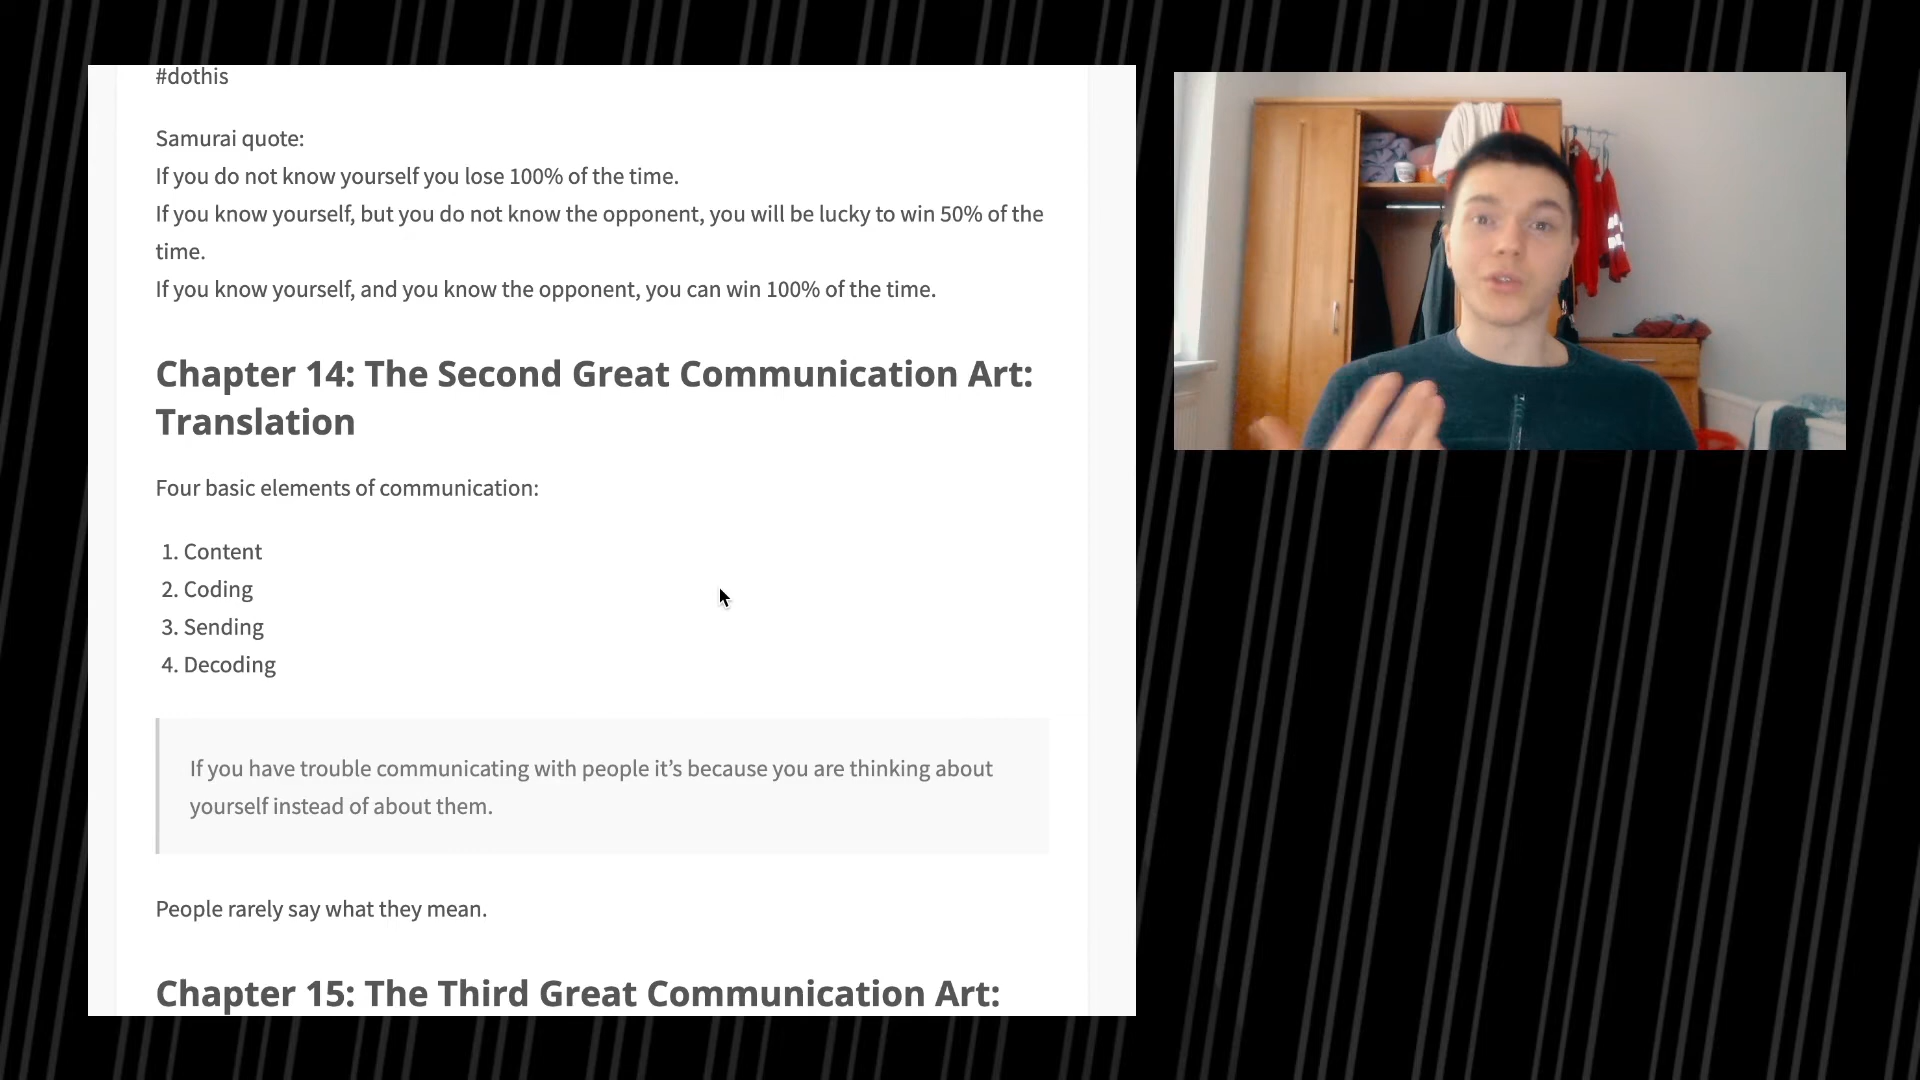 #dothis
Samurai quote:
If you do not know yourself you lose 100% of the time.
If you know yourself, but you do not know the opponent, you will be lucky to win 50% of the
time.
If you know yourself, and you know the opponent, you can win 100% of the time.
Chapter 14: The Second Great Communication Art:
Translation
Four basic elements of communication:
1. Content
2. Coding
3. Sending
4. Decoding
If you have trouble communicating with people it’s because you are thinking about
yourself instead of about them.
People rarely say what they mean.
Chapter 15: The Third Great Communication Art: